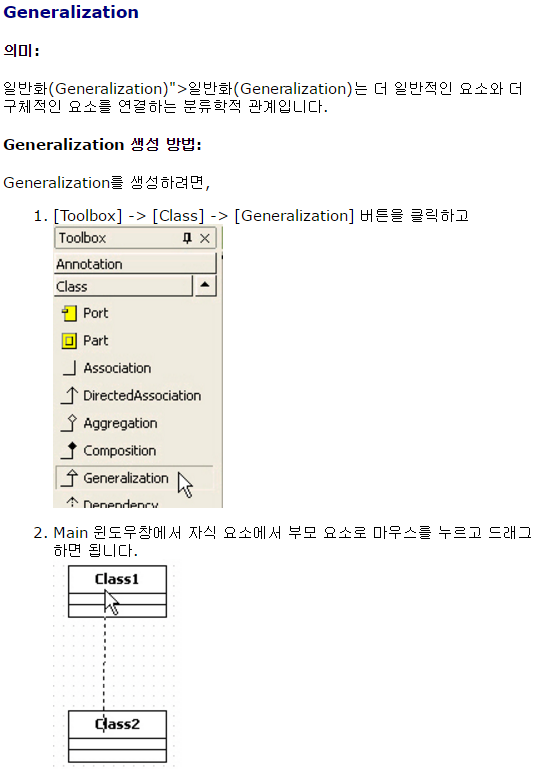 Generalization
의미:
일반화(Generalization)">일반화(Generalization)는 더 일반적인 요소와 더
구체적인 요소를 연결하는 분류학적 관계입니다.
Generalization 생성 방법:
Generalization를 생성하려면,
1. [Toolbox] -> [Class] -> [Generalization] 버튼을 클릭하고
Toolbox
Annotation
Class
Port
Part
Association
DirectedAssociation
Aggregation
Composition
Generalization
Dependency
2. Main 윈도우창에서 자식 요소에서 부모 요소로 마우스를 누르고 드래그
하면 됩니다.
Class1
Class2